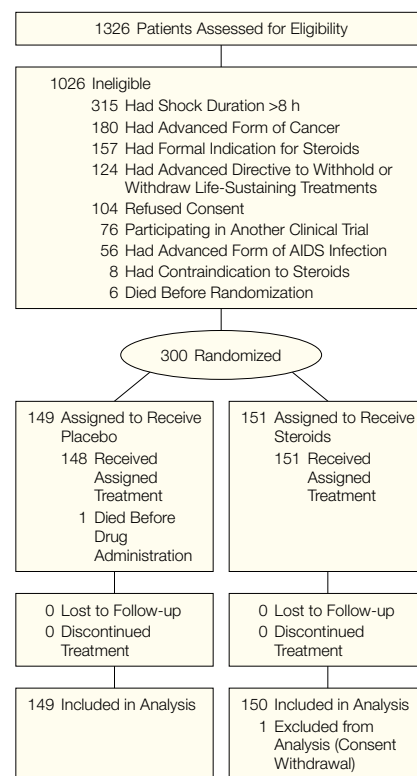 1326 Patients Assessed for Eligibility
1026 Ineligible
315 Had Shock Duration >8 h
180 Had Advanced Form of Cancer
157 Had Formal Indication for Steroids
124 Had Advanced Directive to Withhold or
Withdraw Life-Sustaining Treatments
104 Refused Consent
76 Participating in Another Clinical Trial
56 Had Advanced Form of AIDS Infection
8 Had Contraindication to Steroids
6 Died Before Randomization
300 Randomized
149 Assigned to Receive
Placebo
148 Received
Assigned
Treatment
1 Died Before
Drug
Administration
151 Assigned to Receive
Steroids
151 Received
Assigned
Treatment
0 Lost to Follow-up
0 Discontinued
Treatment
0 Lost to Follow-up
0 Discontinued
Treatment
149 Included in Analysis
150 Included in Analysis
1 Excluded from
Analysis (Consent
Withdrawal)